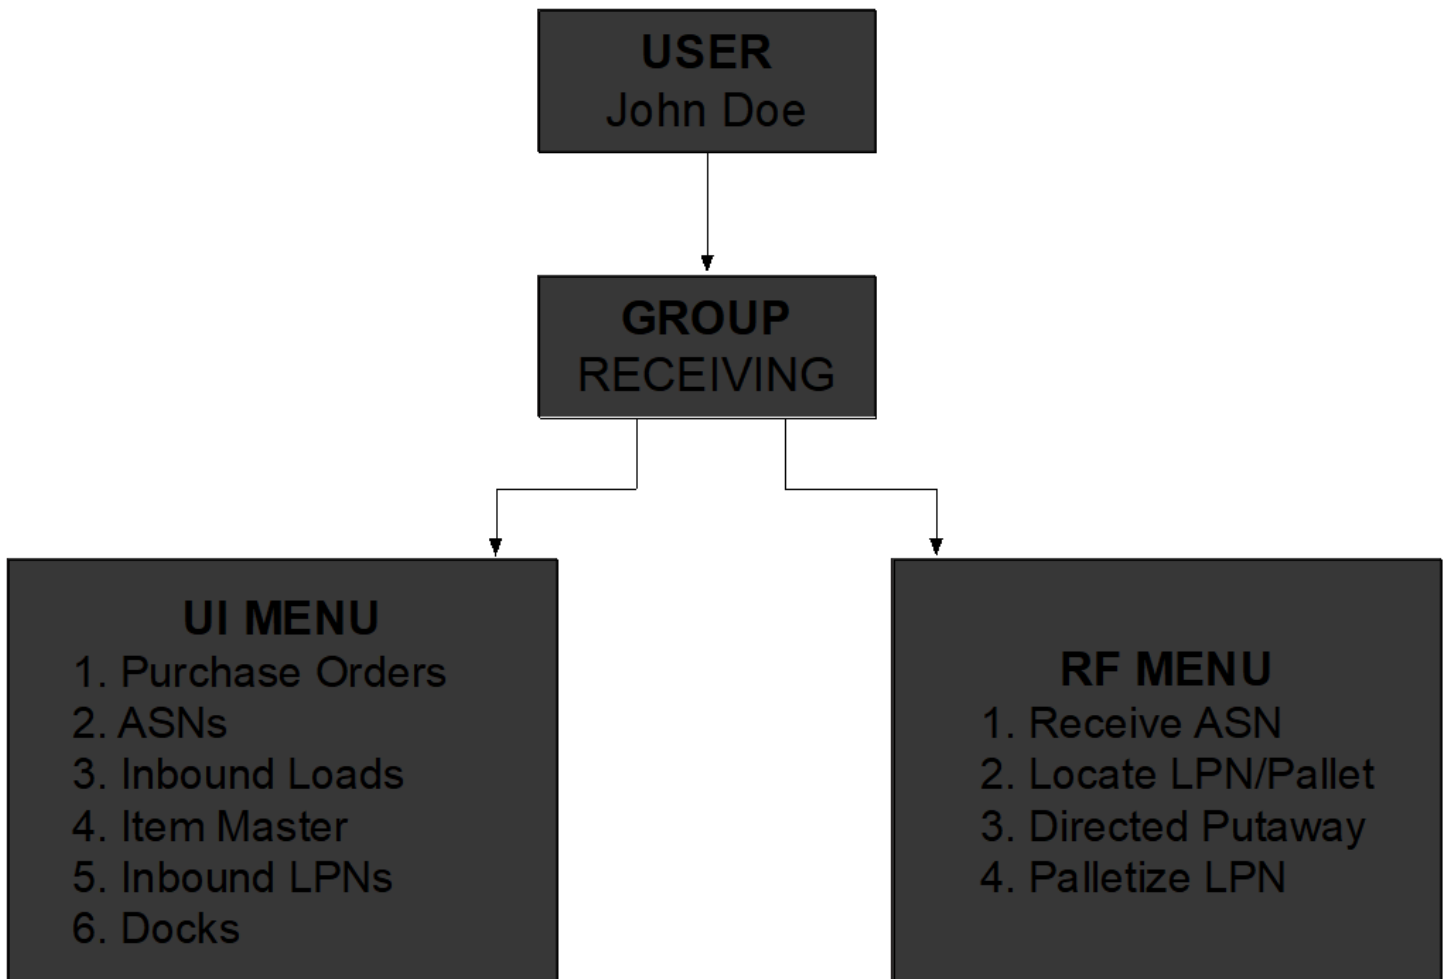 USER
John Doe
GROUP
RECEIVING
UI MENU
1. Purchase Orders
2. ASNs
3. Inbound Loads
4. Item Master
5. Inbound LPNs
6. Docks
RF MENU
1. Receive ASN
2. Locate LPN/Pallet
3. Directed Putaway
4. Palletize LPN